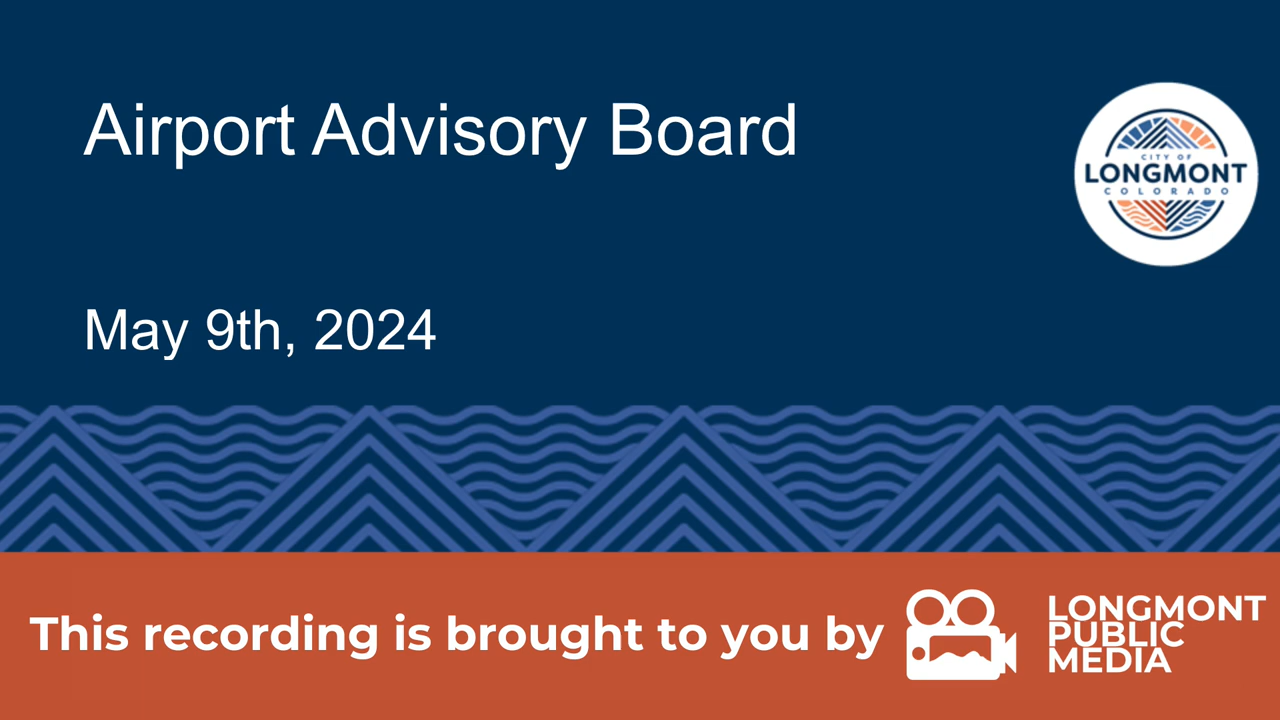 Airport Advisory Board
CITY OF
LONGMONT
COLORADO
May 9th, 2024
This recording is brought to you by
LONGMONT
PUBLIC
MEDIA